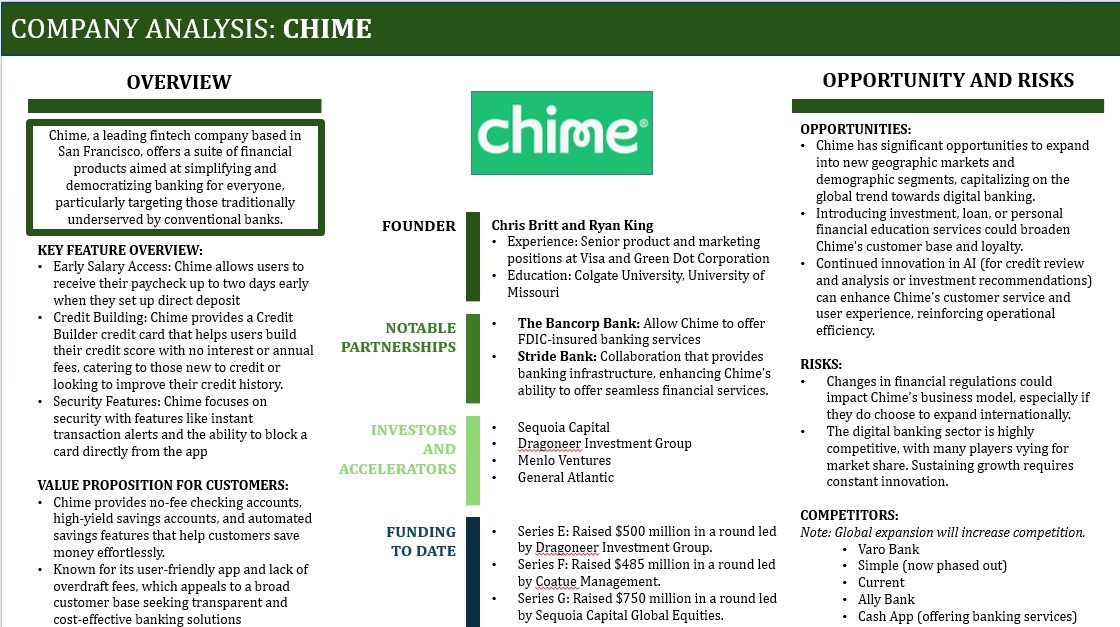 COMPANY ANALYSIS: CHIME
OVERVIEW
Chime, a leading fintech company based in
San Francisco, offers a suite of financial
products aimed at simplifying and
democratizing banking for everyone,
particularly targeting those traditionally
underserved by conventional banks.
KEY FEATURE OVERVIEW:
• Early Salary Access: Chime allows users to
receive their paycheck up to two days early
when they set up direct deposit
• Credit Building: Chime provides a Credit
Builder credit card that helps users build
their credit score with no interest or annual
fees, catering to those new to credit or
looking to improve their credit history.
• Security Features: Chime focuses on
security with features like instant
transaction alerts and the ability to block a
card directly from the app
VALUE PROPOSITION FOR CUSTOMERS:
• Chime provides no-fee checking accounts,
high-yield savings accounts, and automated
savings features that help customers save
money effortlessly.
• Known for its user-friendly app and lack of
overdraft fees, which appeals to a broad
customer base seeking transparent and
cost-effective banking solutions
chime®
FOUNDER
Chris Britt and Ryan King
• Experience: Senior product and marketing
positions at Visa and Green Dot Corporation
• Education: Colgate University, University of
Missouri
NOTABLE
PARTNERSHIPS
• The Bancorp Bank: Allow Chime to offer
FDIC-insured banking services
• Stride Bank: Collaboration that provides
banking infrastructure, enhancing Chime's
ability to offer seamless financial services.
INVESTORS
AND
ACCELERATORS
• Sequoia Capital
• Dragoneer Investment Group
• Menlo Ventures
• General Atlantic
FUNDING
TO DATE
• Series E: Raised $500 million in a round led
by Dragoneer Investment Group.
• Series F: Raised $485 million in a round led
by Coatue Management.
• Series G: Raised $750 million in a round led
by Sequoia Capital Global Equities.
OPPORTUNITY AND RISKS
OPPORTUNITIES:
• Chime has significant opportunities to expand
into new geographic markets and
demographic segments, capitalizing on the
global trend towards digital banking.
• Introducing investment, loan, or personal
financial education services could broaden
Chime's customer base and loyalty.
• Continued innovation in AI (for credit review
and analysis or investment recommendations)
can enhance Chime’s customer service and
user experience, reinforcing operational
efficiency.
RISKS:
• Changes in financial regulations could
impact Chime’s business model, especially if
they do choose to expand internationally.
• The digital banking sector is highly
competitive, with many players vying for
market share. Sustaining growth requires
constant innovation.
COMPETITORS:
Note: Global expansion will increase competition.
• Varo Bank
• Simple (now phased out)
• Current
• Ally Bank
• Cash App (offering banking services)